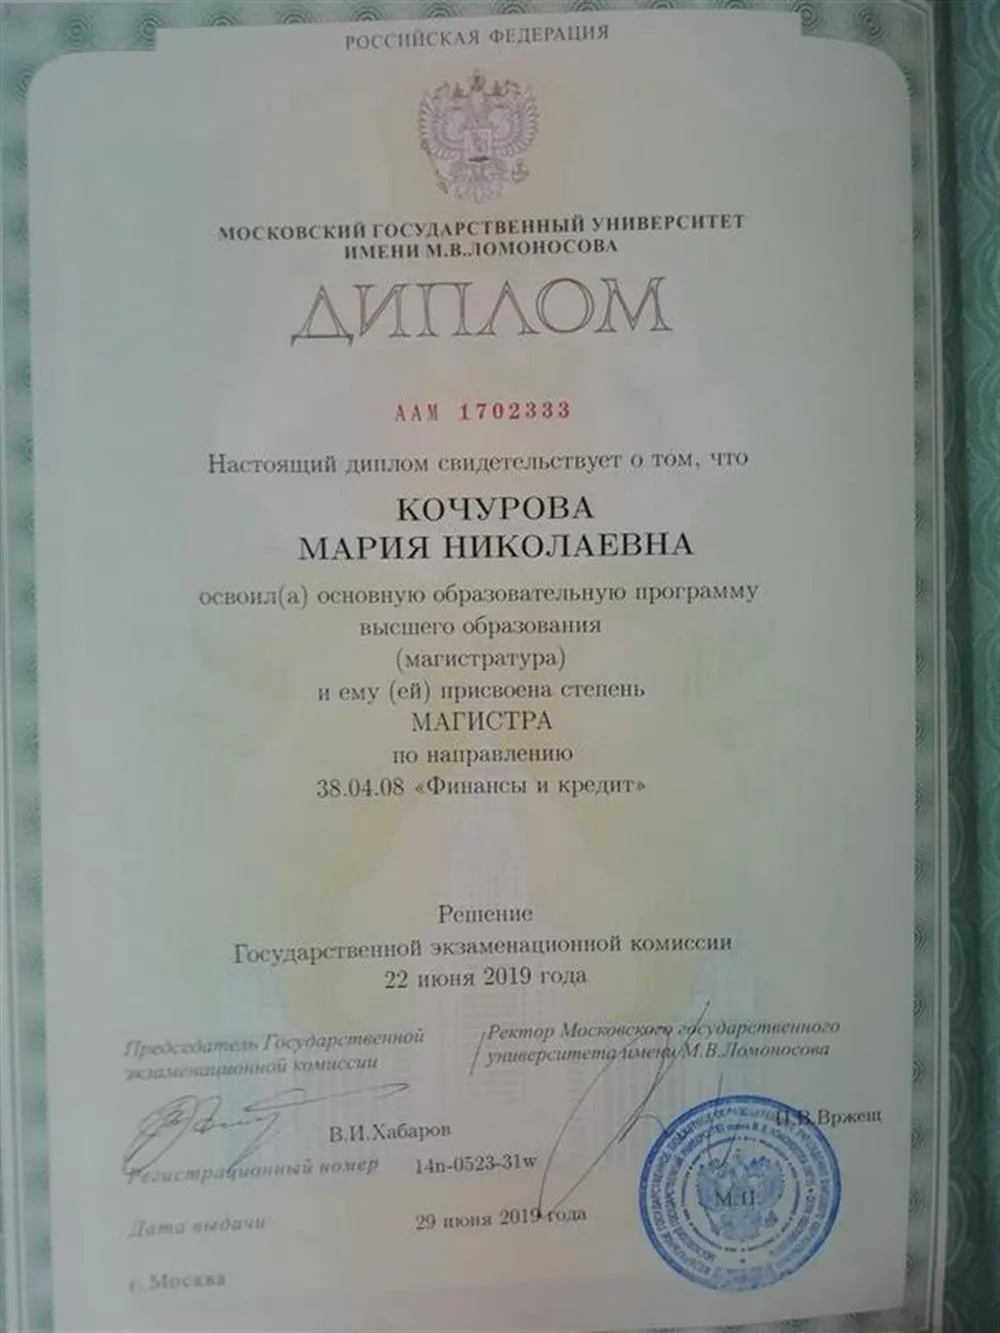 РОССИЙСКАЯ ФЕДЕРАЦИЯ
МОСКОВСКИЙ ГОСУДАРСТВЕННЫЙ УНИВЕРСИТЕТ
ИМЕНИ М.В.ЛОМОНОСОВА
ДИПЛОМ
ААМ 1702333
Настоящий диплом свидетельствует о том, что
КОЧУРОВА
МАРИЯ НИКОЛАЕВНА
освоил(а) основную образовательную программу
высшего образования
(магистратура)
и ему (ей) присвоена степень
МАГИСТРА
по направлению
38.04.08 «Финансы и кредит»
Решение
Государственной экзаменационной комиссии
22 июня 2019 года
Председатель Государственной
экзаменационной комиссии
Ректор Московского государственного
университета имени М.В.Ломоносова
В.И.Хабаров
П.В.Вржещ
Регистрационный номер 14п-0523-31w
М.П.
Дата выдачи 29 июня 2019 года
г. Москва